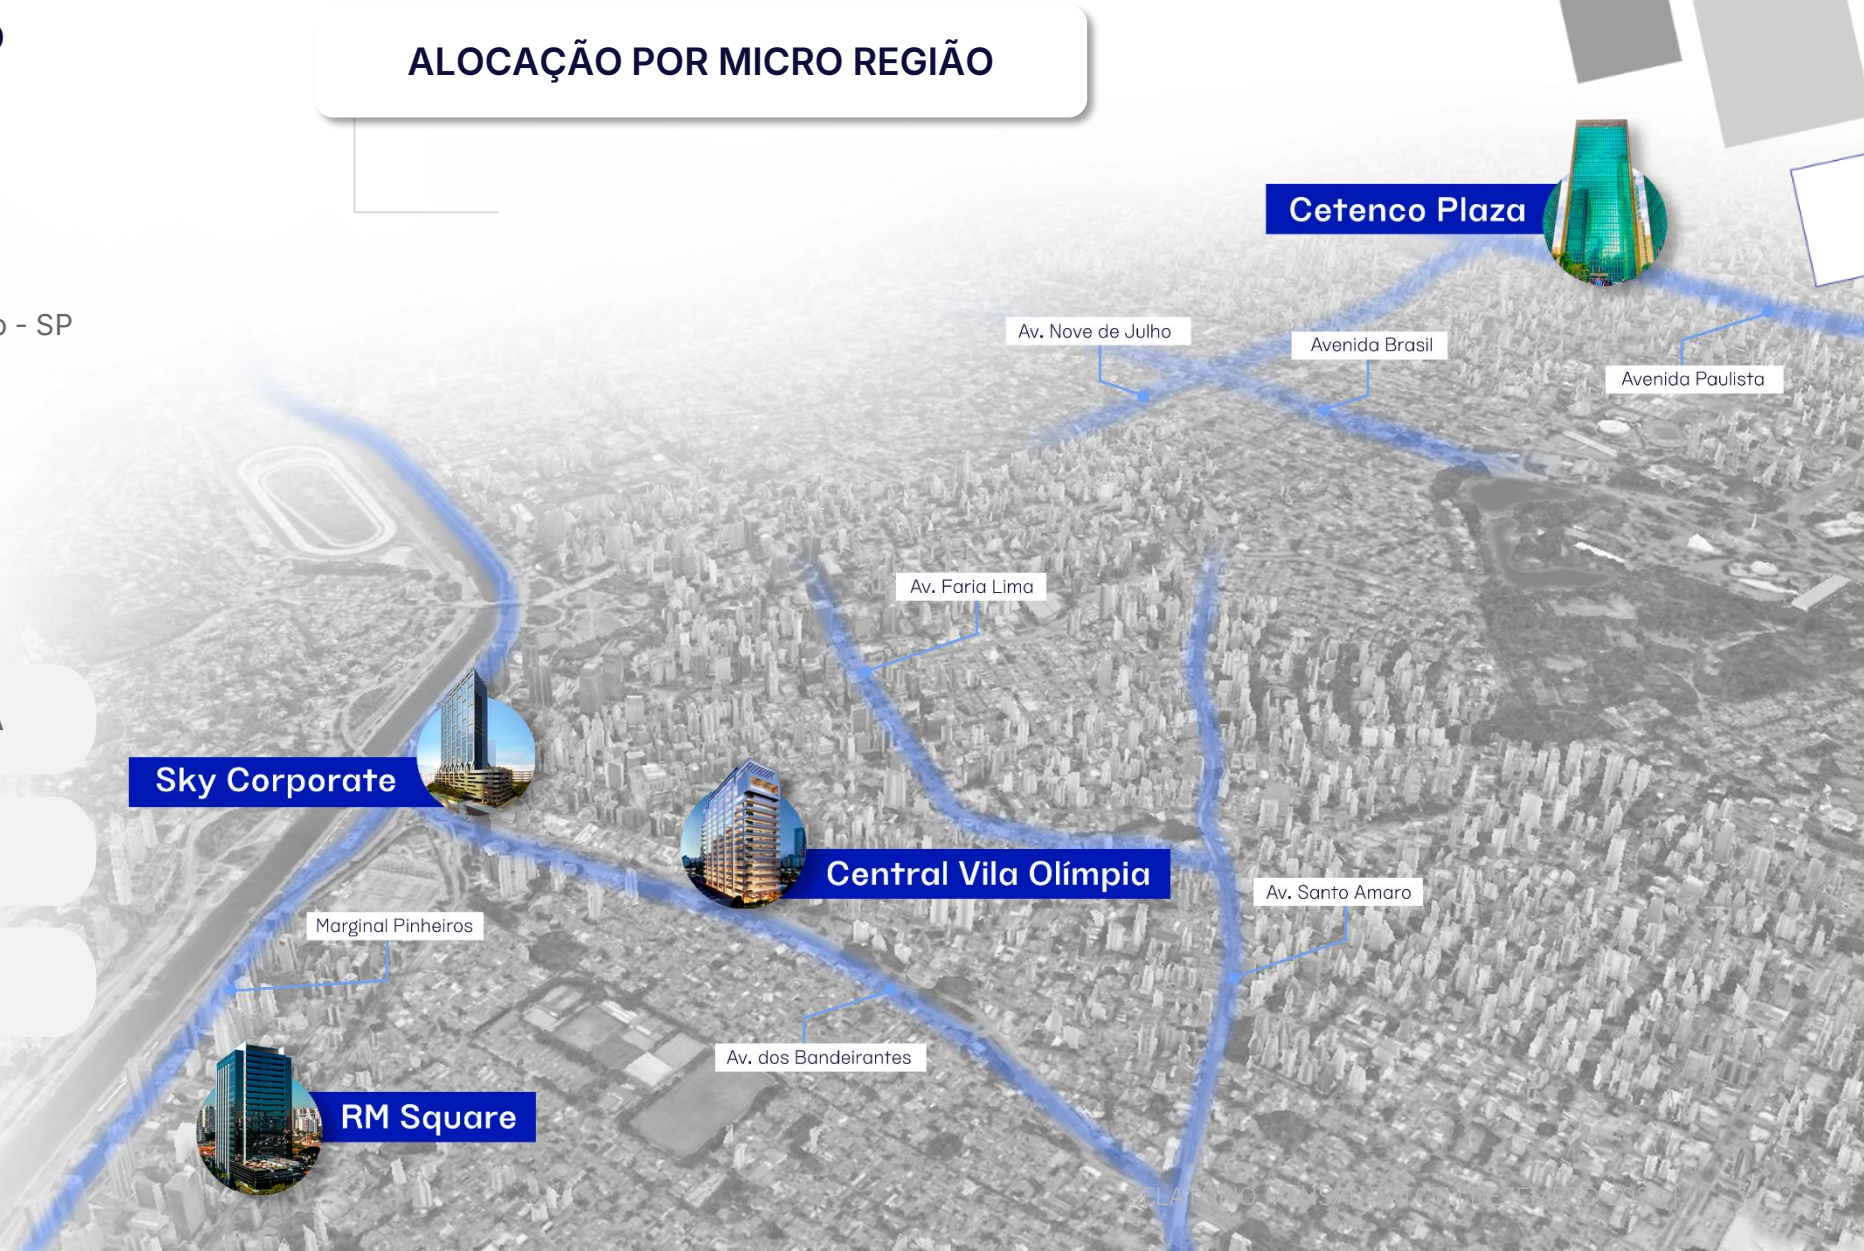 ALOCAÇÃO POR MICRO REGIÃO
Cetenco Plaza
- SP
Av. Nove de Julho
Avenida Brasil
Avenida Paulista
Av. Faria Lima
Sky Corporate
Central Vila Olímpia
Av. Santo Amaro
Marginal Pinheiros
Av. dos Bandeirantes
RM Square